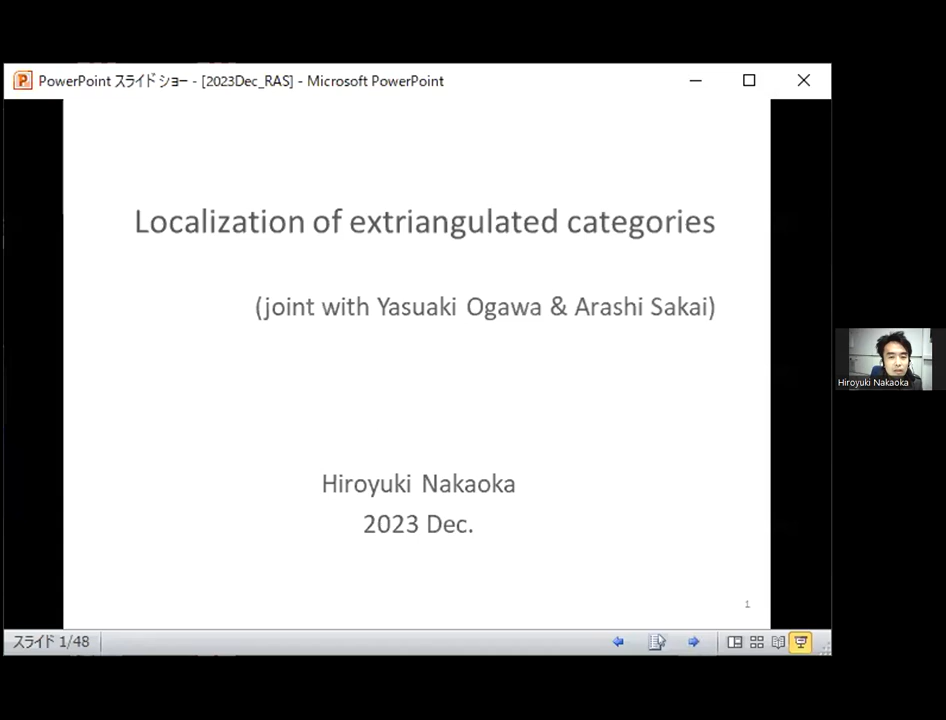 PowerPoint スライド ショー - [2023Dec_RAS] - Microsoft PowerPoint
Localization of extriangulated categories
(joint with Yasuaki Ogawa & Arashi Sakai)
Hiroyuki Nakaoka
2023 Dec.
1
スライド 1/48
Hiroyuki Nakaoka